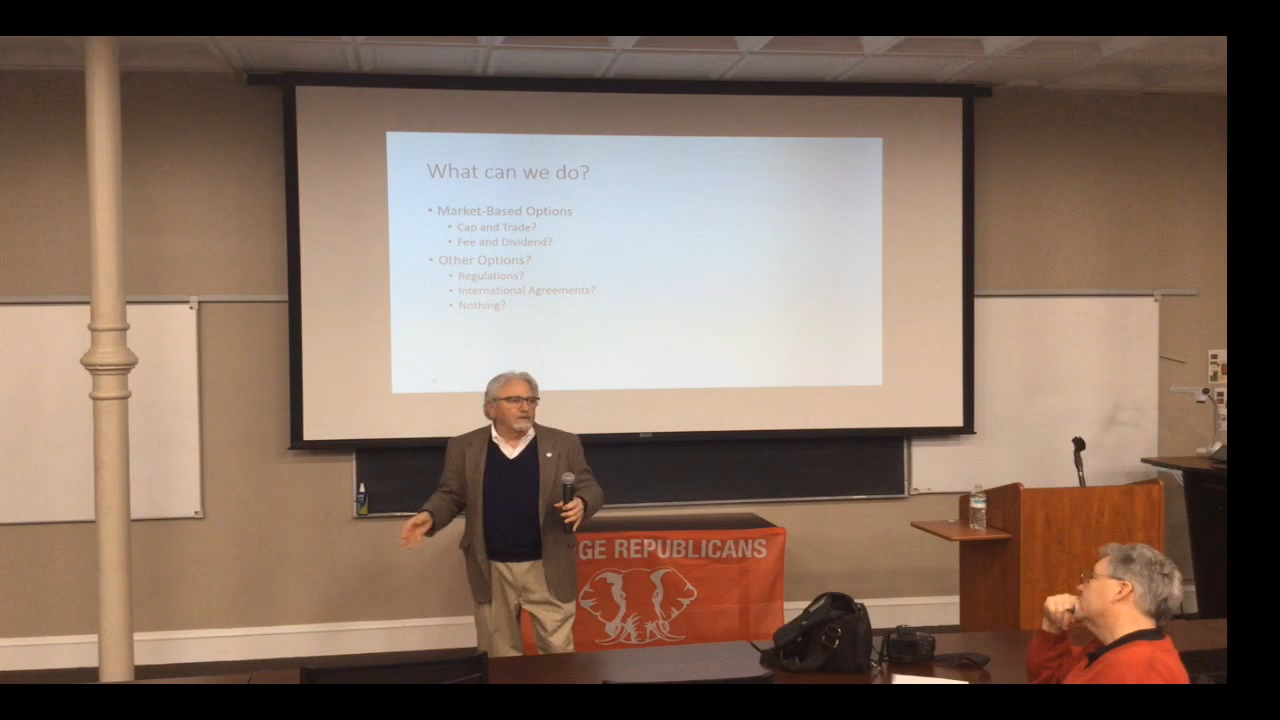 What can we do?
• Market-Based Options
• Cap and Trade?
• Fee and Dividend?
• Other Options?
• Regulations?
• International Agreements?
• Nothing?
GE REPUBLICANS